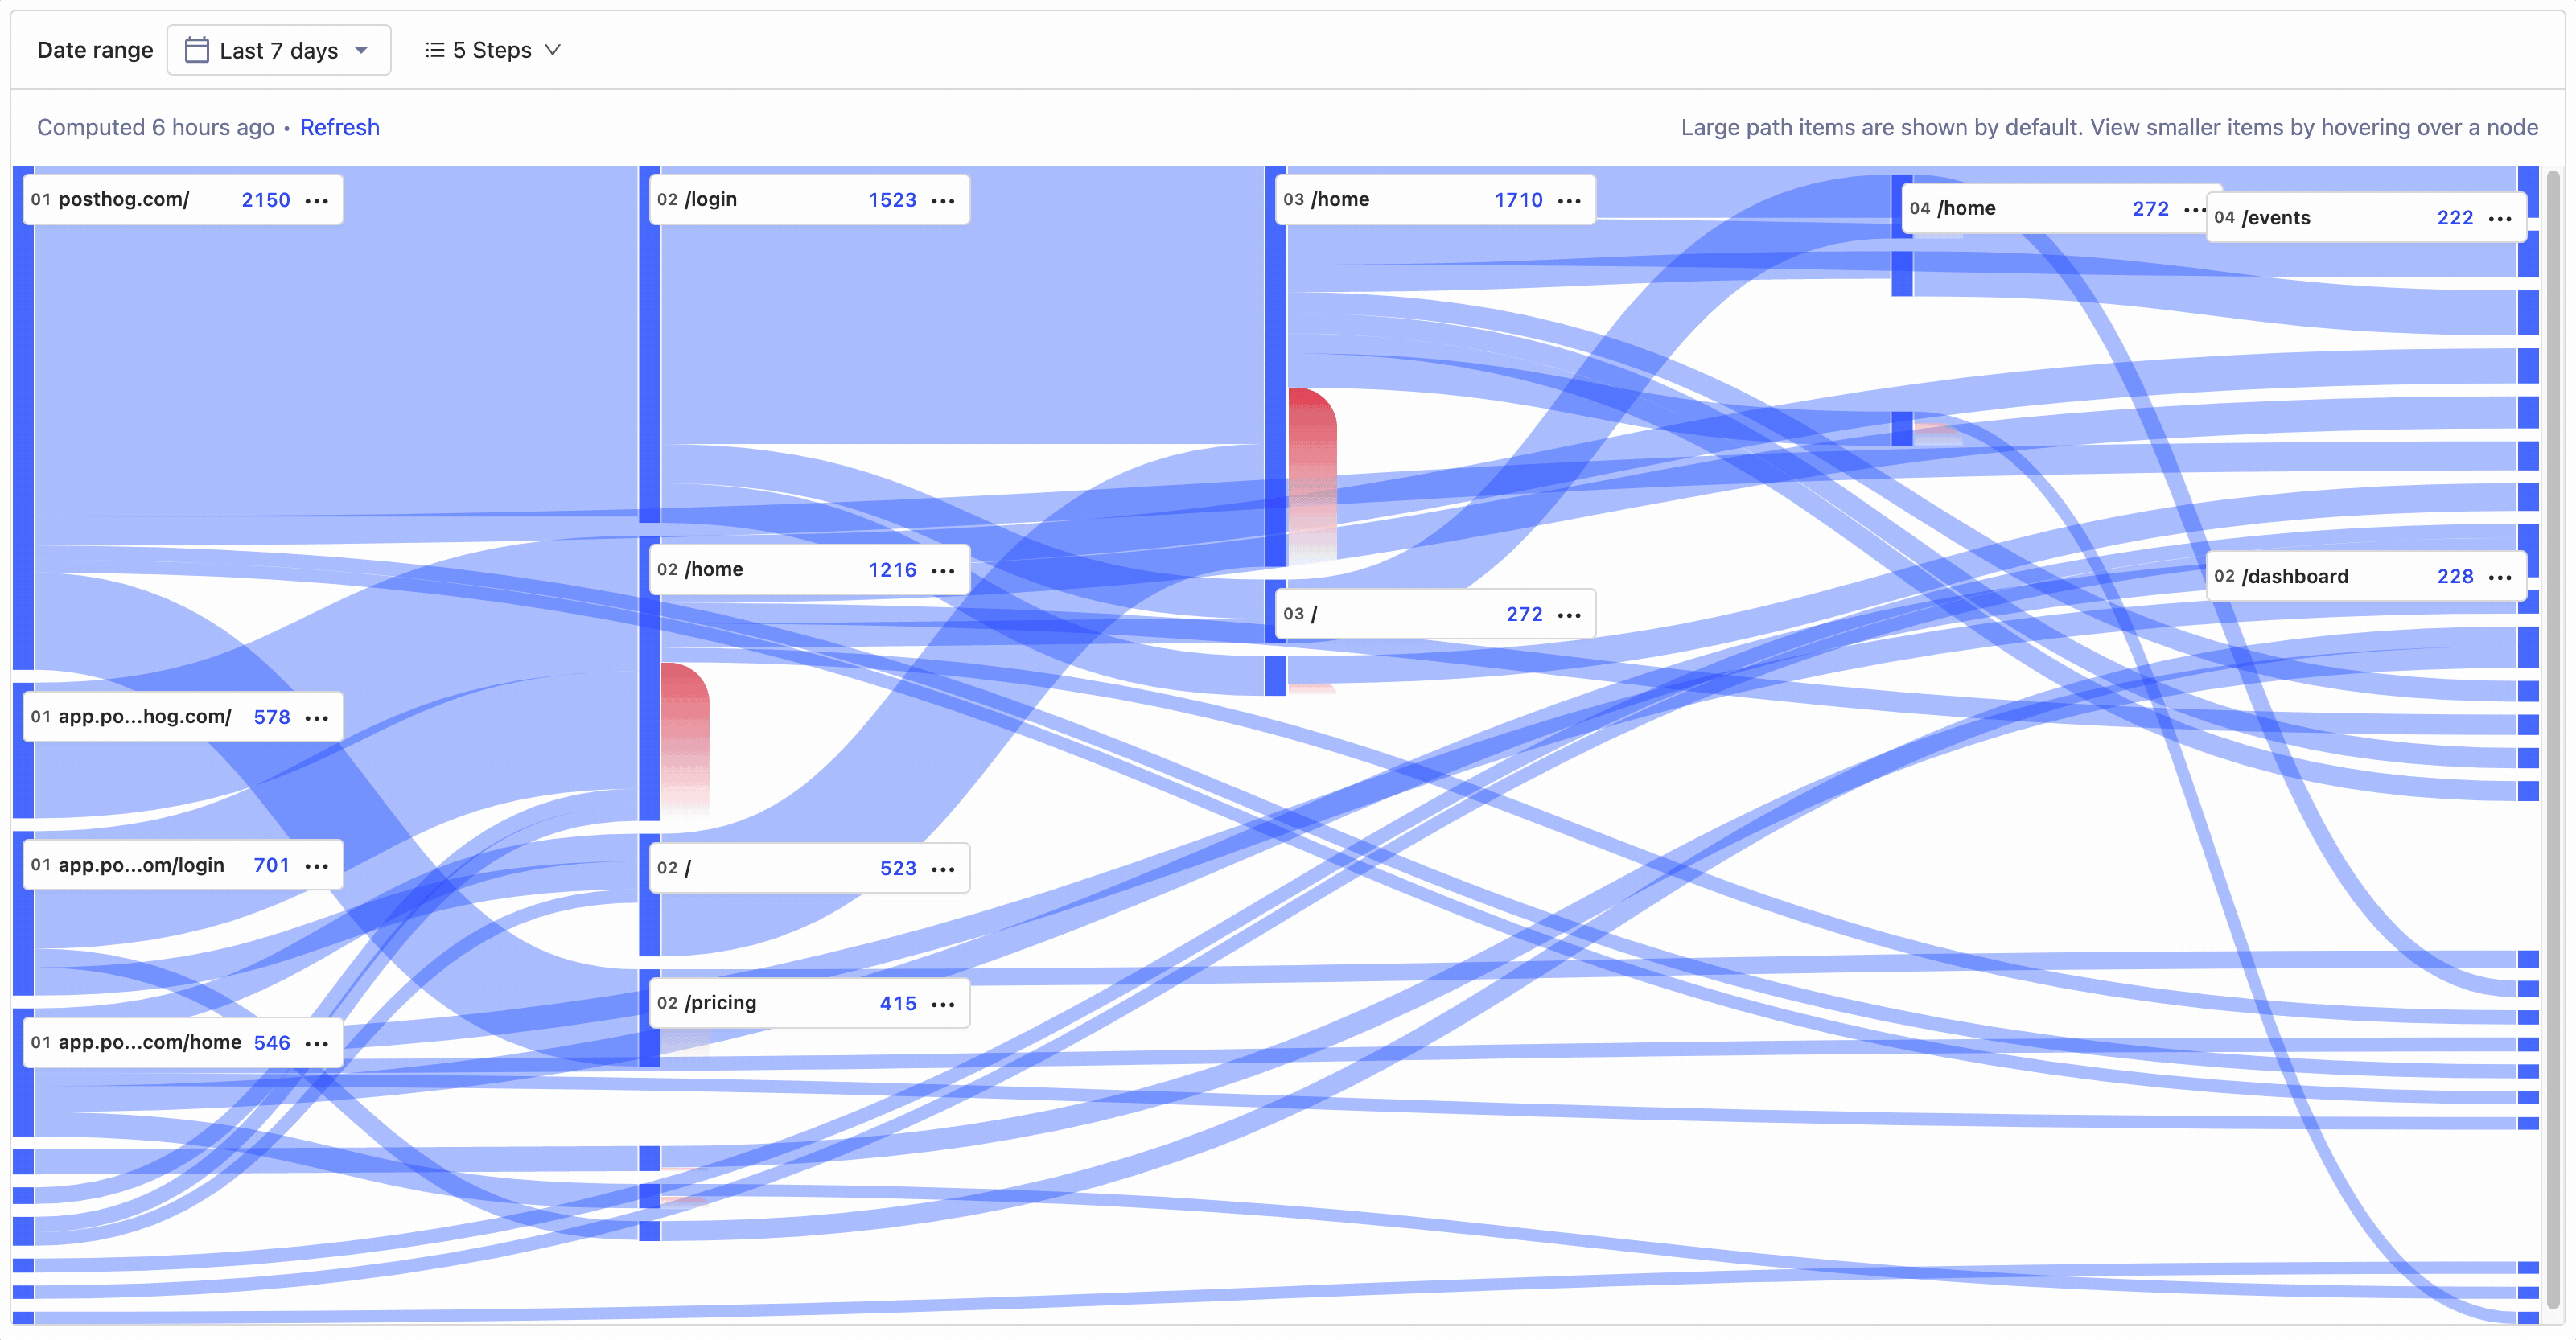 Date range Last 7 days 5 Steps
Computed 6 hours ago • Refresh
Large path items are shown by default. View smaller items by hovering over a node
01 posthog.com/ 2150 •••
02 /login 1523 •••
03 /home 1710 •••
04 /home 272 •••
04 /events 222 •••
02 /home 1216 •••
02 /dashboard 228 •••
03 / 272 •••
01 app.po...hog.com/ 578 •••
01 app.po...om/login 701 •••
02 / 523 •••
02 /pricing 415 •••
01 app.po...com/home 546 •••